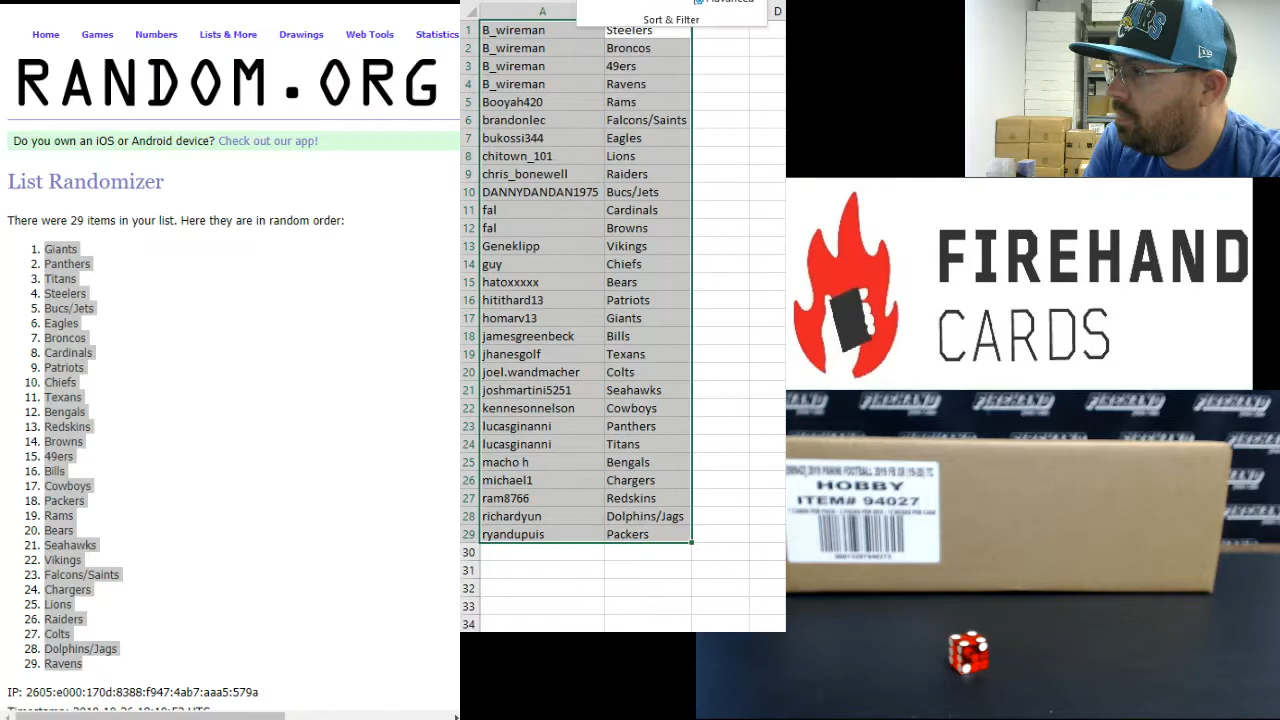 Home Games Numbers Lists & More Drawings Web Tools Statistics
RANDOM.ORG
Do you own an iOS or Android device? Check out our app!
List Randomizer
There were 29 items in your list. Here they are in random order:
1. Giants
2. Panthers
3. Titans
4. Steelers
5. Bucs/Jets
6. Eagles
7. Broncos
8. Cardinals
9. Patriots
10. Chiefs
11. Texans
12. Bengals
13. Redskins
14. Browns
15. 49ers
16. Bills
17. Cowboys
18. Packers
19. Rams
20. Bears
21. Seahawks
22. Vikings
23. Falcons/Saints
24. Chargers
25. Lions
26. Raiders
27. Colts
28. Dolphins/Jags
29. Ravens
IP: 2605:e000:170d:8388:f947:4ab7:aaa5:579a
Sort & Filter
A D
1 B_wireman Steelers
2 B_wireman Broncos
3 B_wireman 49ers
4 B_wireman Ravens
5 Booyah420 Rams
6 brandonlec Falcons/Saints
7 bukossi344 Eagles
8 chitown_101 Lions
9 chris_bonewell Raiders
10 DANNYDANDAN1975 Bucs/Jets
11 fal Cardinals
12 fal Browns
13 Geneklipp Vikings
14 guy Chiefs
15 hatoxxxxx Bears
16 hitithard13 Patriots
17 homarv13 Giants
18 jamesgreenbeck Bills
19 jhanesgolf Texans
20 joel.wandmacher Colts
21 joshmartini5251 Seahawks
22 kennesonnelson Cowboys
23 lucasginanni Panthers
24 lucasginanni Titans
25 macho h Bengals
26 michael1 Chargers
27 ram8766 Redskins
28 richardyun Dolphins/Jags
29 ryandupuis Packers
30
31
32
33
34
FIREHAND
CARDS
HOBBY
ITEM# 94027